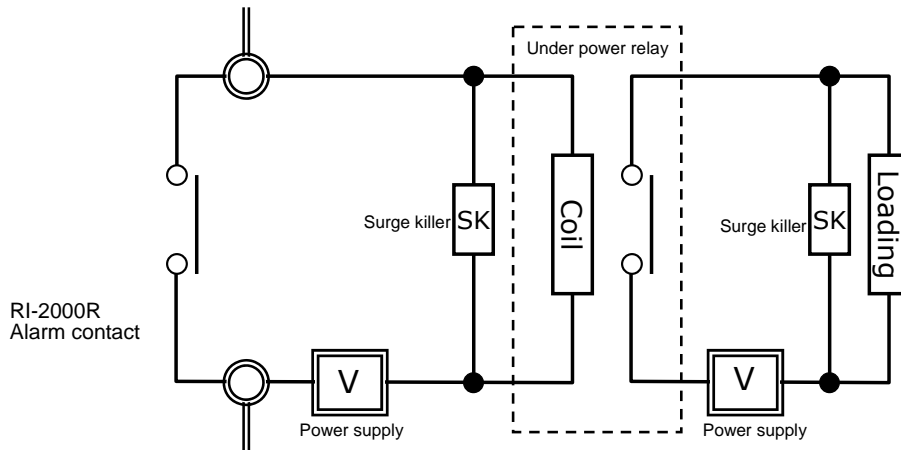 Under power relay
Surge killer
SK
Coil
Surge killer
SK
Loading
RI-2000R
Alarm contact
V
Power supply
V
Power supply